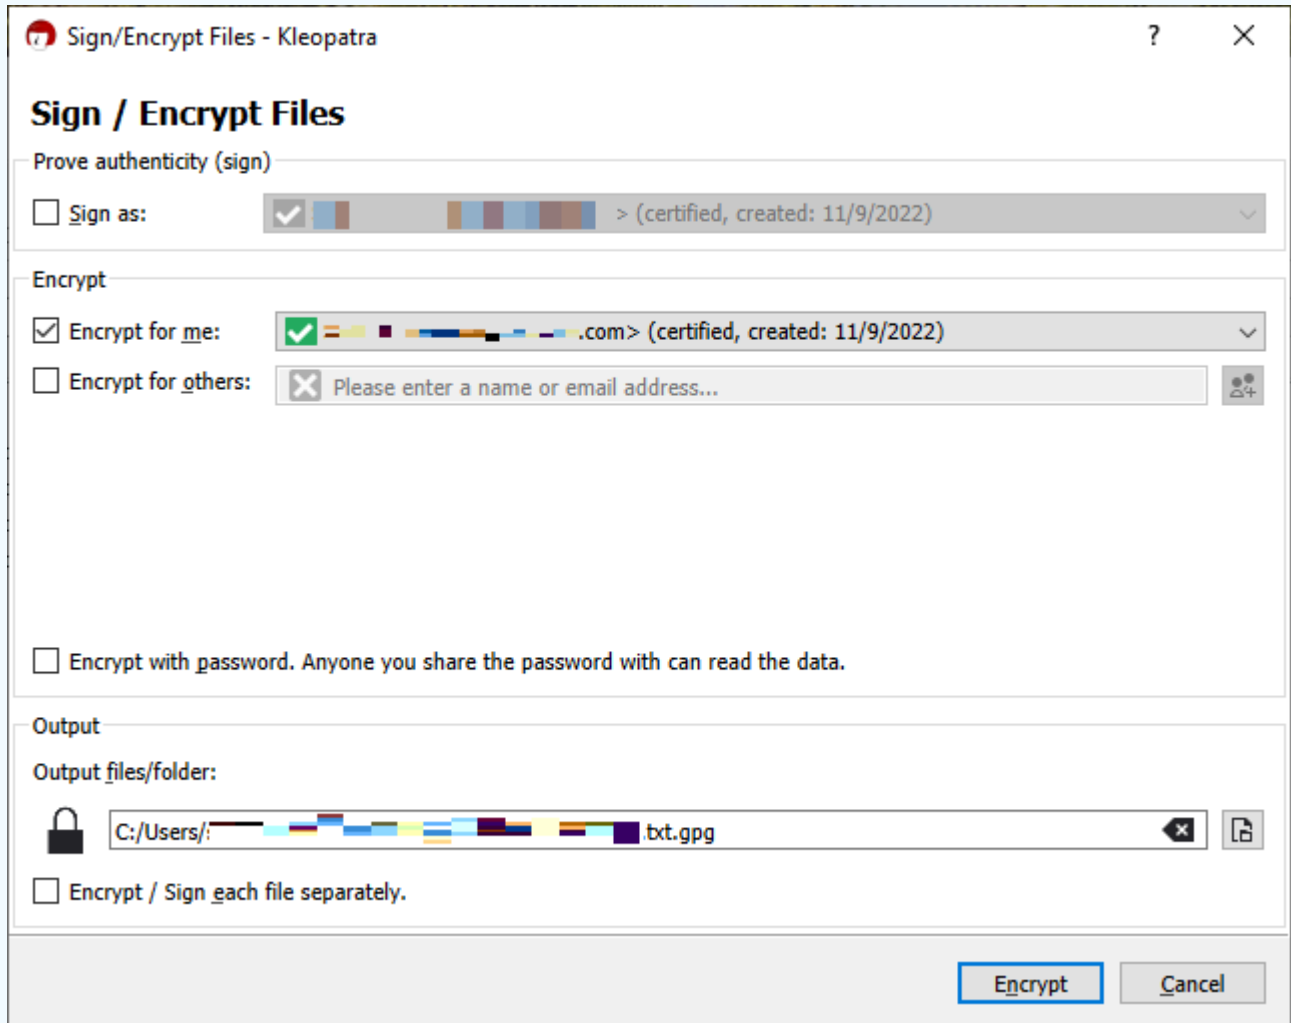 Sign/Encrypt Files - Kleopatra ?
Sign / Encrypt Files
Prove authenticity (sign)
Sign as: > (certified, created: 11/9/2022)
Encrypt
Encrypt for me: .com> (certified, created: 11/9/2022)
Encrypt for others: Please enter a name or email address...
Encrypt with password. Anyone you share the password with can read the data.
Output
Output files/folder:
C:/Users/ .txt.gpg
Encrypt / Sign each file separately.
Encrypt Cancel